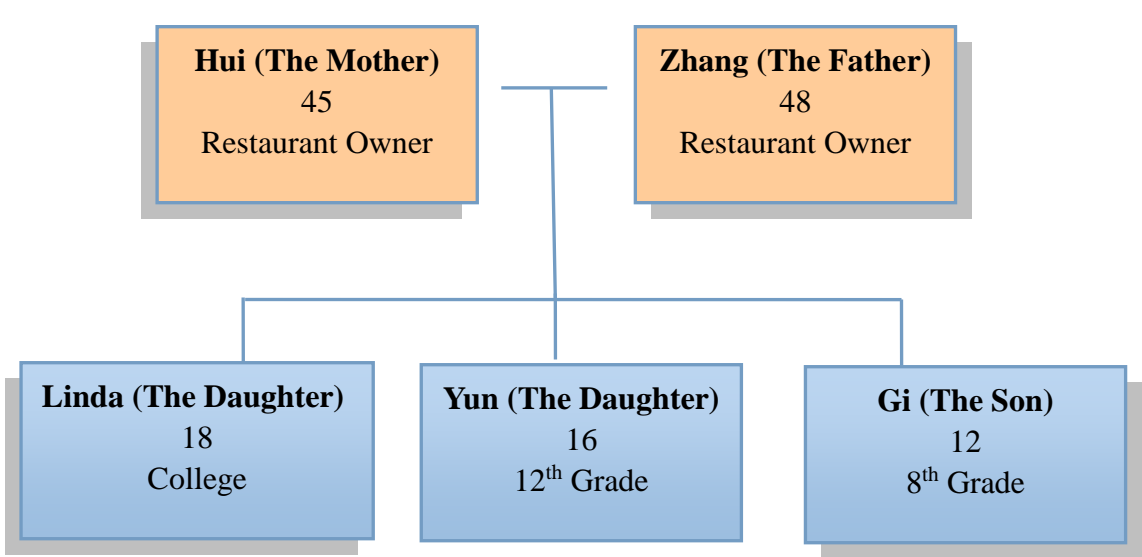 Hui (The Mother)
45
Restaurant Owner
Zhang (The Father)
48
Restaurant Owner
Linda (The Daughter)
18
College
Yun (The Daughter)
16
12th Grade
Gi (The Son)
12
8th Grade